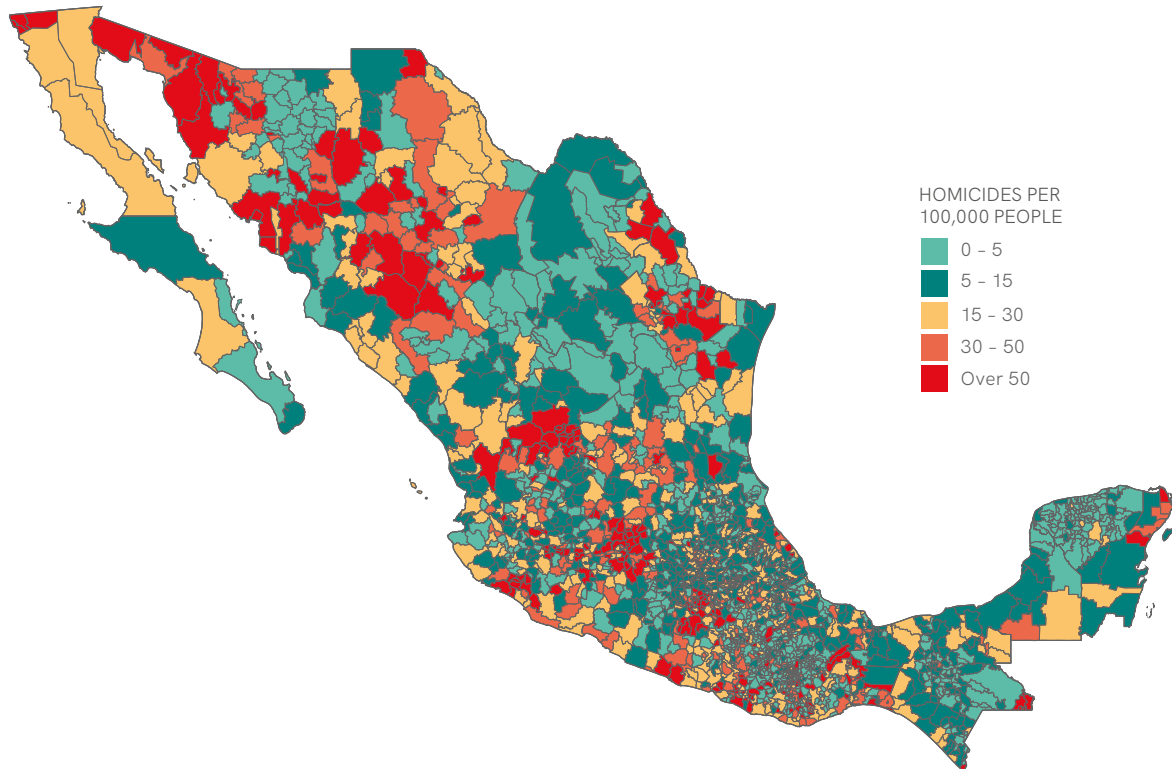 HOMICIDES PER
100,000 PEOPLE
0 – 5
5 – 15
15 – 30
30 – 50
Over 50